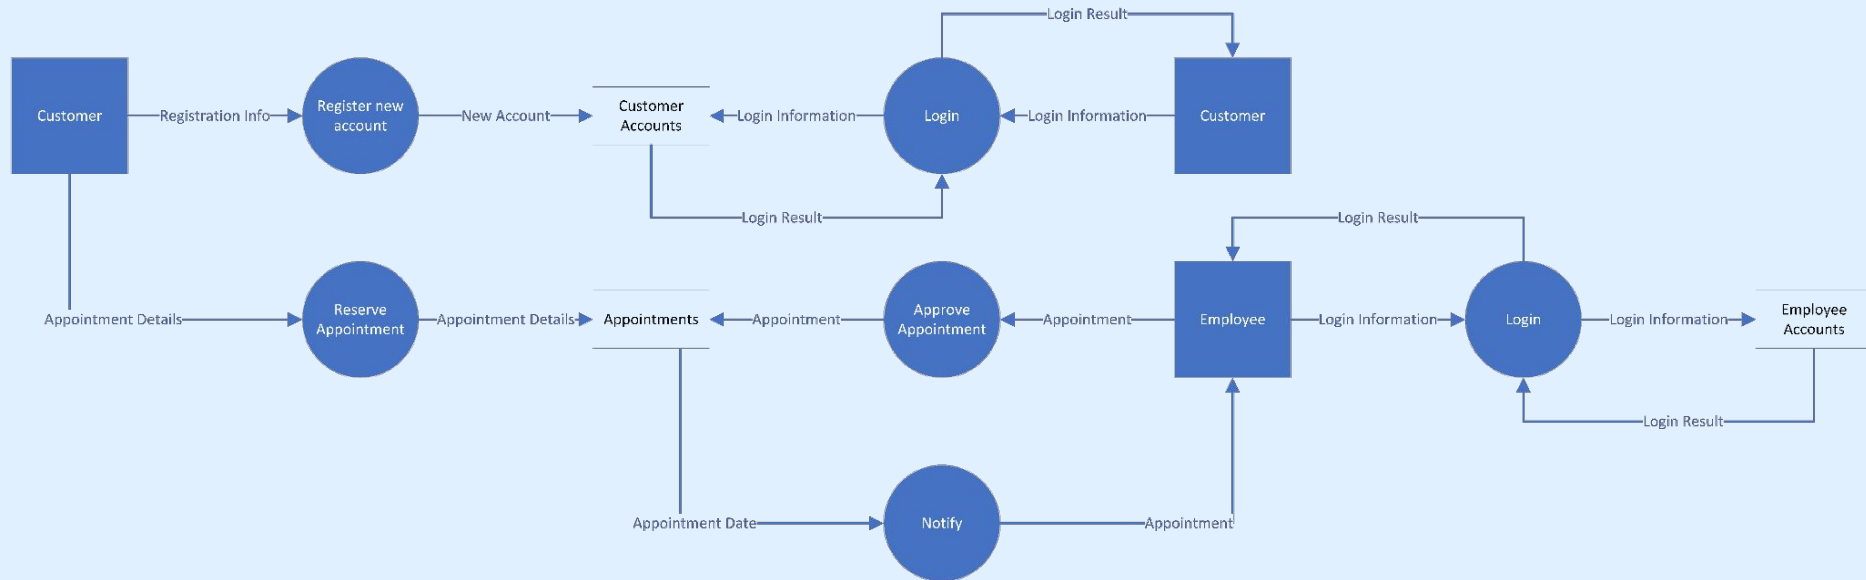 Login Result
Customer
Registration Info
Register new
account
New Account
Customer
Accounts
Login Information
Login
Login Information
Customer
Login Result
Login Result
Appointment Details
Reserve
Appointment
Appointment Details
Appointments
Appointment
Approve
Appointment
Appointment
Employee
Login Information
Login
Login Information
Employee
Accounts
Login Result
Appointment Date
Notify
Appointment